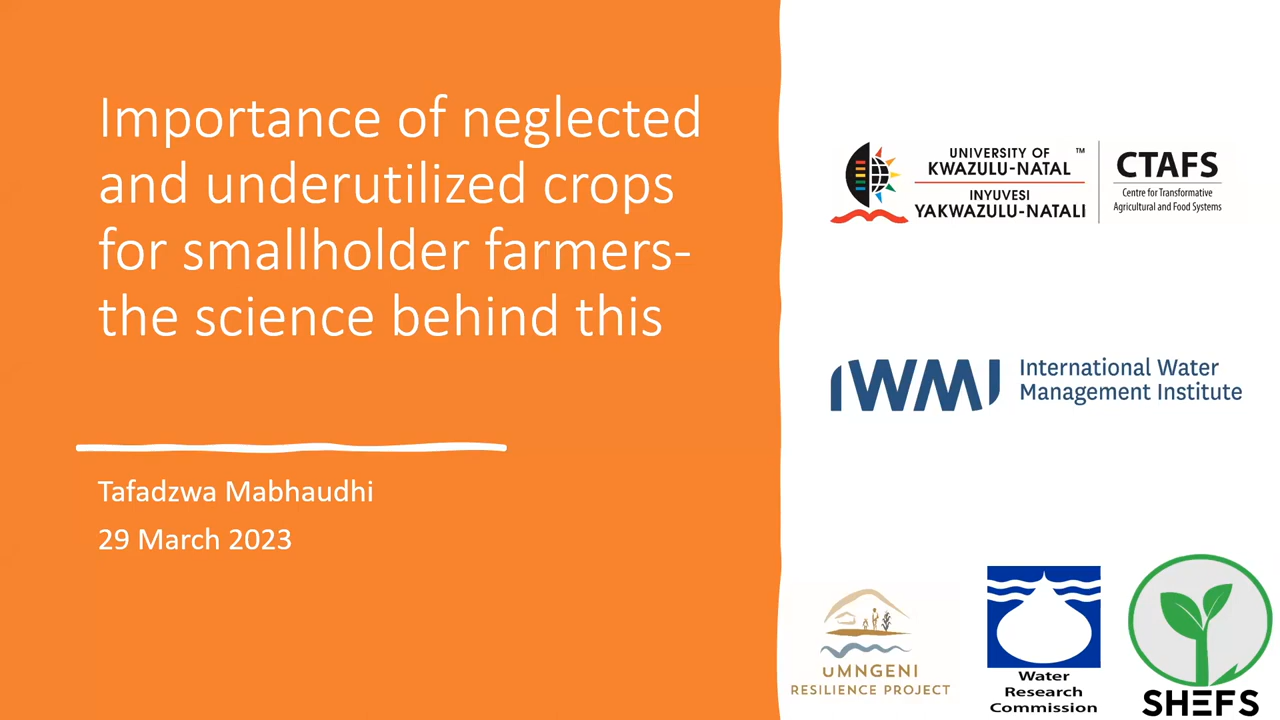 Importance of neglected
and underutilized crops
for smallholder farmers-
the science behind this
Tafadzwa Mabhaudhi
29 March 2023
UNIVERSITY OF ™
KWAZULU-NATAL
INYUVESI
YAKWAZULU-NATALI
CTAFS
Centre for Transformative
Agricultural and Food Systems
IWMI
International Water
Management Institute
uMNGENI
RESILIENCE PROJECT
Water
Research
Commission
SHEFS